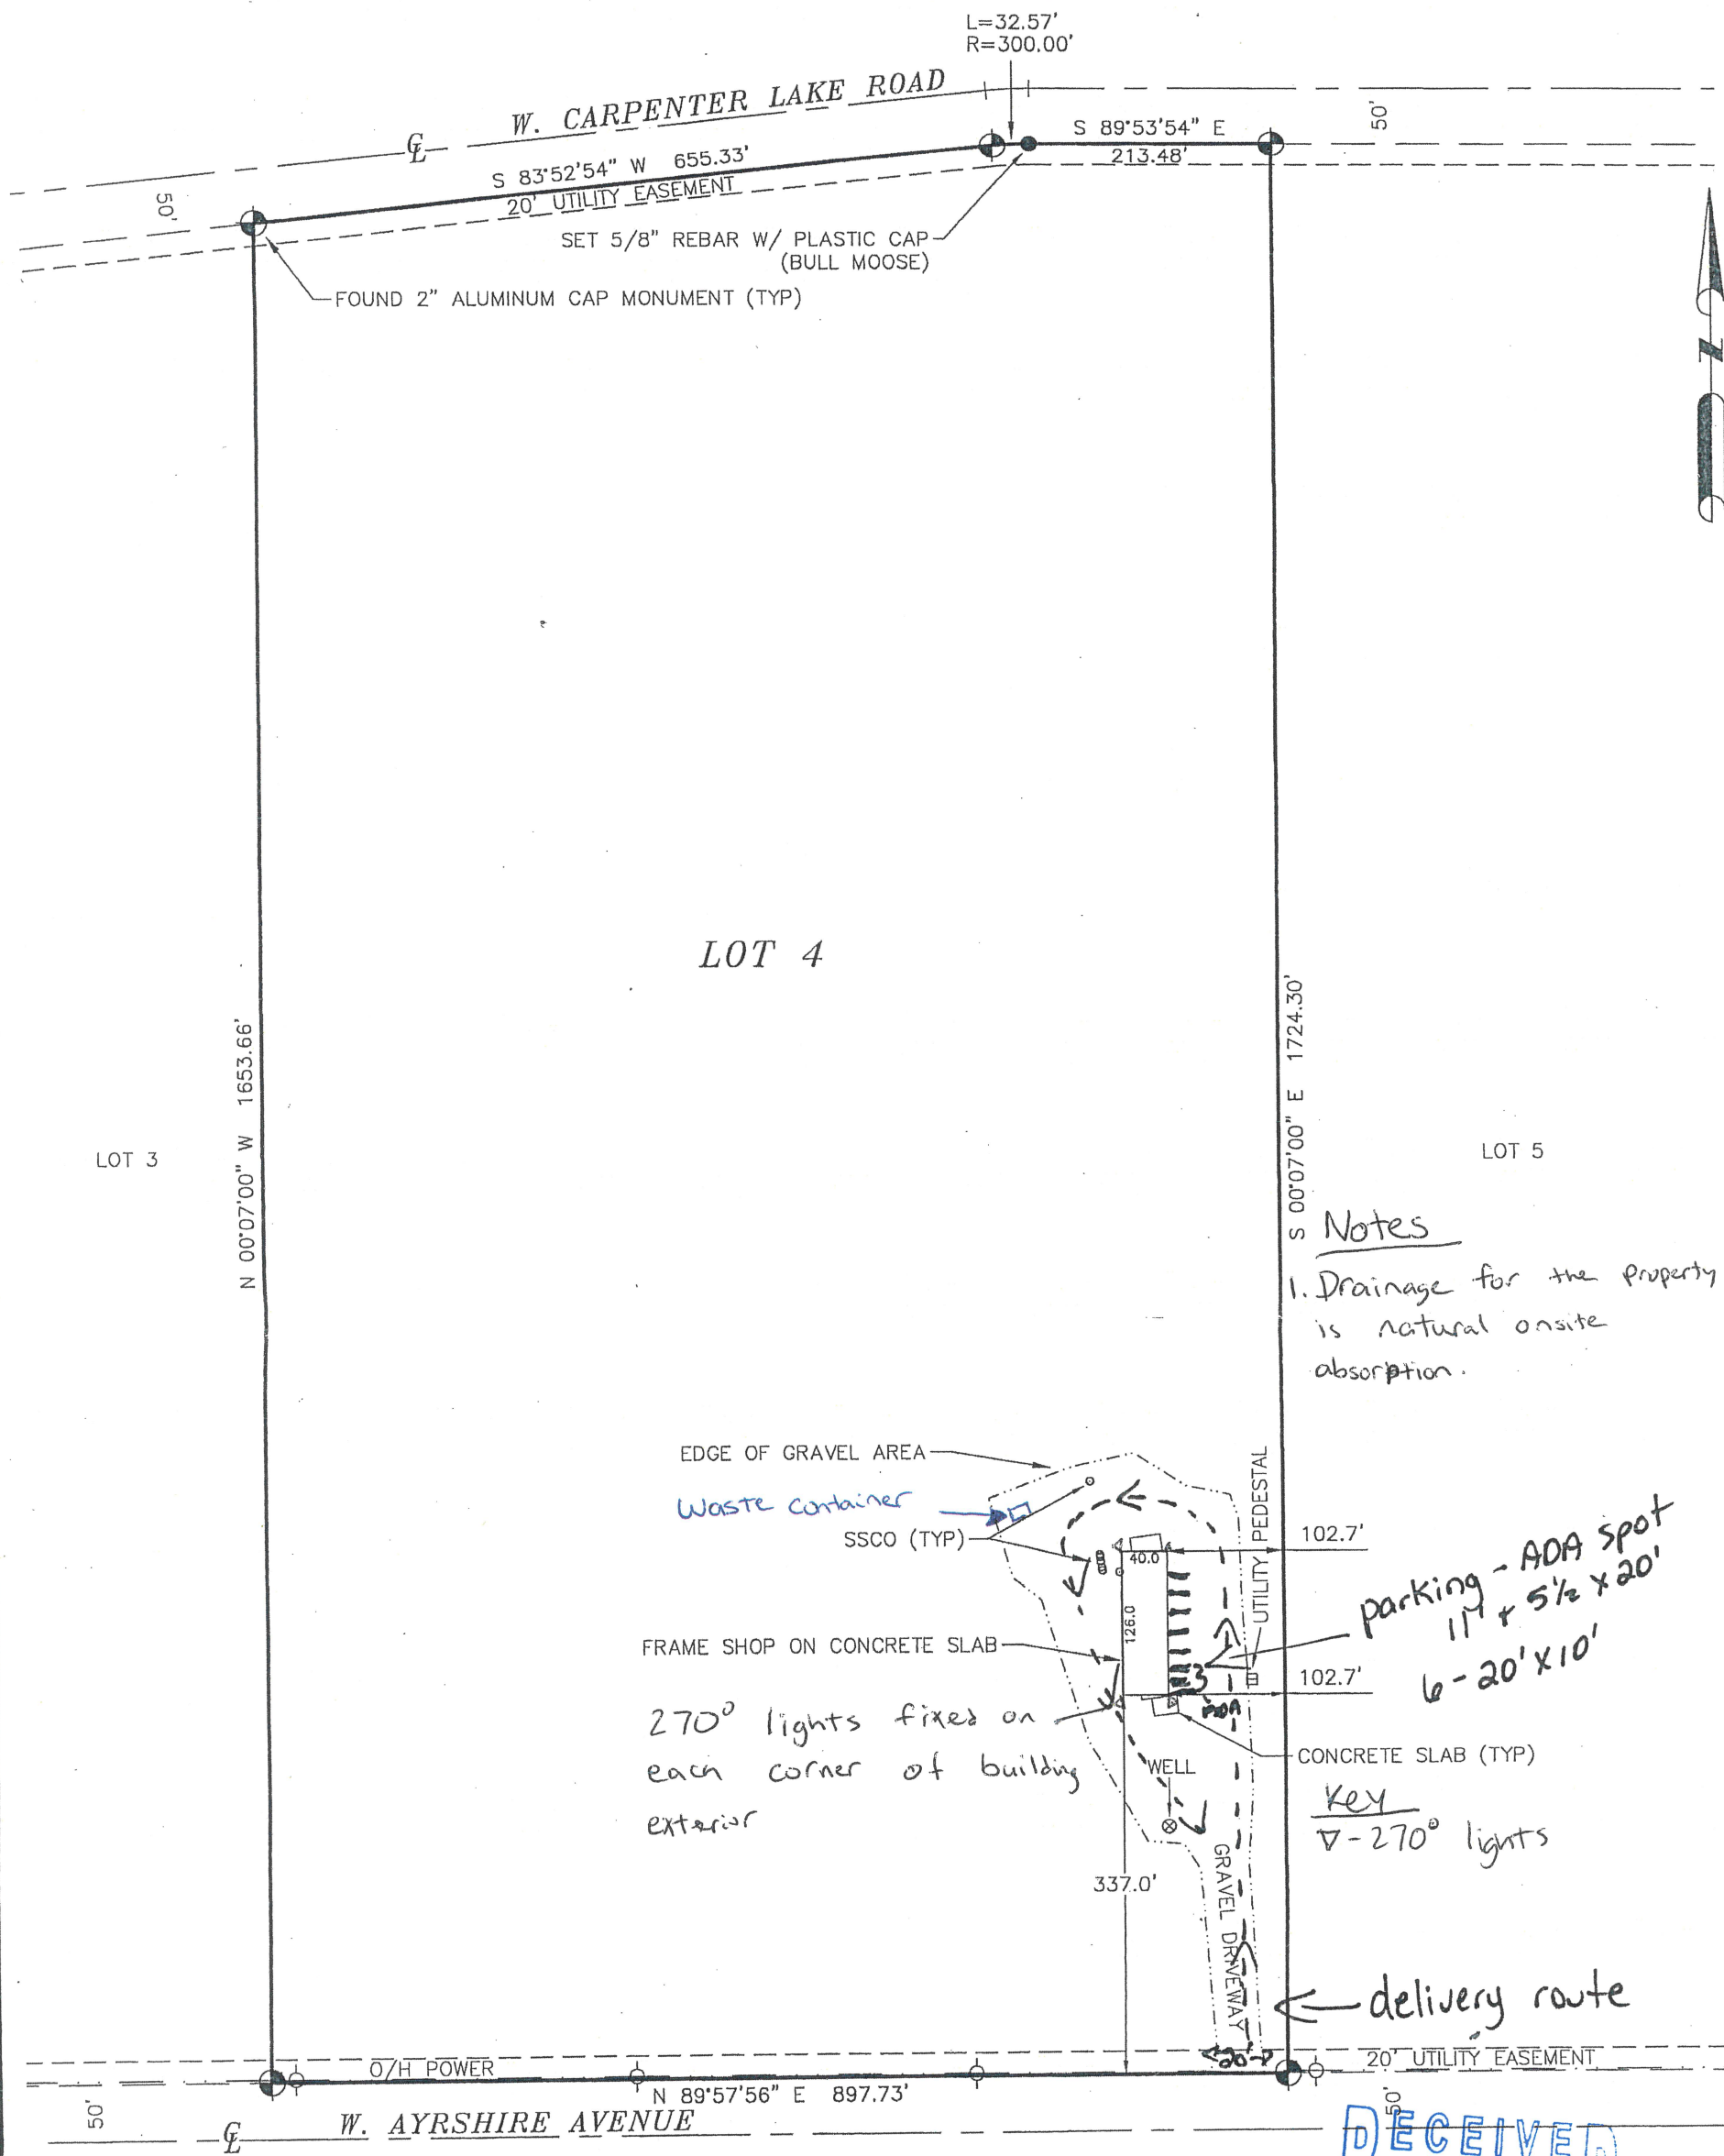 L=32.57'
R=300.00'
W. CARPENTER LAKE ROAD
℄
S 89°53'54" E
213.48'
50'
S 83°52'54" W 655.33'
20' UTILITY EASEMENT
50'
SET 5/8" REBAR W/ PLASTIC CAP
(BULL MOOSE)
FOUND 2" ALUMINUM CAP MONUMENT (TYP)
N
LOT 4
N 00°07'00" W 1653.66'
S 00°07'00" E 1724.30'
LOT 3
LOT 5
Notes
1. Drainage for the property
is natural onsite
absorption.
EDGE OF GRAVEL AREA
Waste container
SSCO (TYP)
UTILITY PEDESTAL
102.7'
40.0
126.0
parking - ADA spot
11' + 5½ x 20'
6 - 20' x 10'
FRAME SHOP ON CONCRETE SLAB
102.7'
ADA
270° lights fixed on
each corner of building
exterior
CONCRETE SLAB (TYP)
WELL
Key
∇ - 270° lights
337.0'
GRAVEL DRIVEWAY
delivery route
20'
O/H POWER
20' UTILITY EASEMENT
N 89°57'56" E 897.73'
50'
50'
℄
W. AYRSHIRE AVENUE
RECEIVED